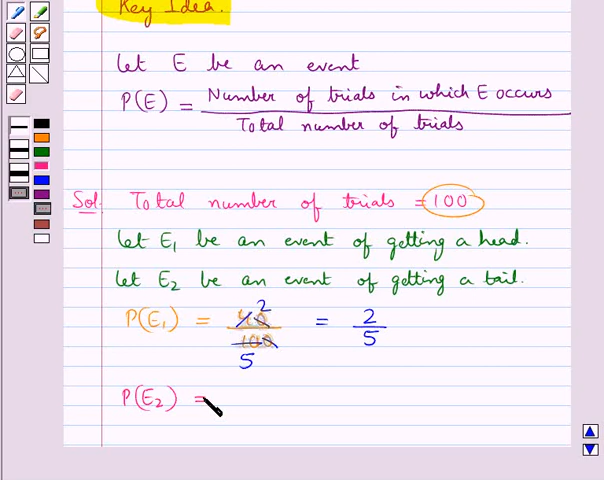 Key Idea.
Let E be an event
P(E) = Number of trials in which E occurs
Total number of trials
Sol. Total number of trials = 100
Let E₁ be an event of getting a head.
Let E₂ be an event of getting a tail.
P(E₁) = 40 2 / 100 5 = 2/5
P(E₂) =